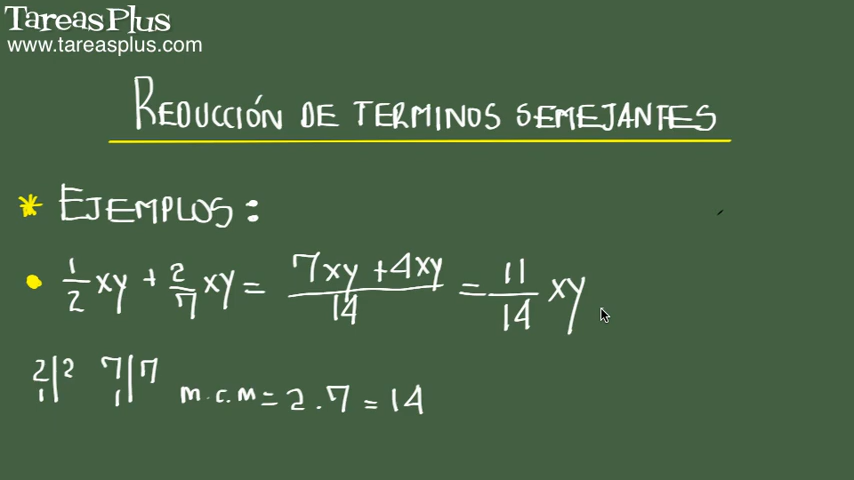 TareasPlus
www.tareasplus.com
REDUCCIÓN DE TERMINOS SEMEJANTES
* EJEMPLOS:
• 1/2 xy + 2/7 xy = 7xy + 4xy / 14 = 11/14 xy
2|2 7|7 m.c.m = 2.7 = 14
1| 1|